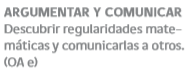 ARGUMENTAR Y COMUNICAR
Descubrir regularidades mate-
máticas y comunicarlas a otros.
(OA e)